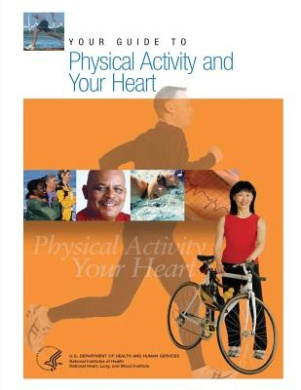 YOUR GUIDE TO
Physical Activity and
Your Heart
Physical Activity
Your Heart
U.S. DEPARTMENT OF HEALTH AND HUMAN SERVICES
National Institutes of Health
National Heart, Lung, and Blood Institute